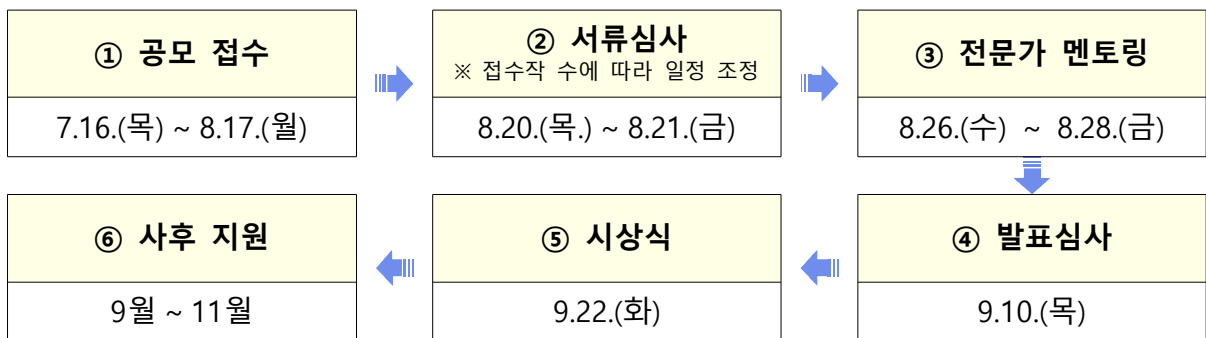 ① 공모 접수
7.16.(목) ~ 8.17.(월)
② 서류심사
※ 접수작 수에 따라 일정 조정
8.20.(목.) ~ 8.21.(금)
③ 전문가 멘토링
8.26.(수) ~ 8.28.(금)
④ 발표심사
9.10.(목)
⑤ 시상식
9.22.(화)
⑥ 사후 지원
9월 ~ 11월